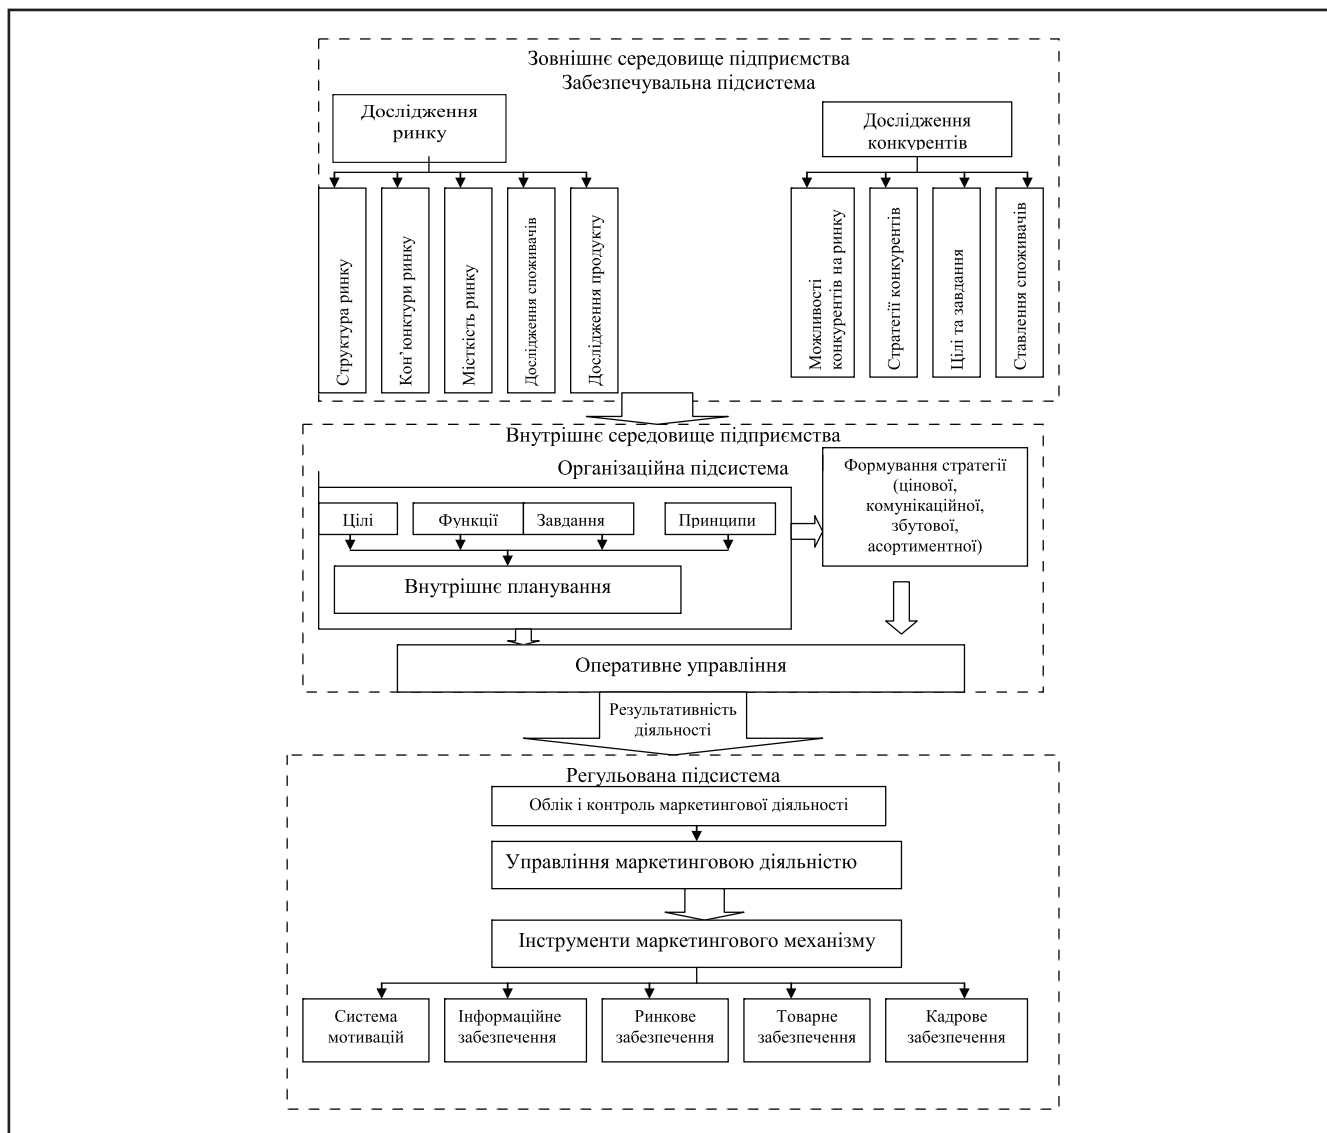 Зовнішнє середовище підприємства
Забезпечувальна підсистема
Дослідження
ринку
Дослідження
конкурентів
Структура ринку
Кон’юнктури ринку
Місткість ринку
Дослідження споживачів
Дослідження продукту
Можливості
конкурентів на ринку
Стратегії конкурентів
Цілі та завдання
Ставлення споживачів
Внутрішнє середовище підприємства
Організаційна підсистема
Формування стратегії
(цінової,
комунікаційної,
збутової,
асортиментної)
Цілі
Функції
Завдання
Принципи
Внутрішнє планування
Оперативне управління
Результативність
діяльності
Регульована підсистема
Облік і контроль маркетингової діяльності
Управління маркетинговою діяльністю
Інструменти маркетингового механізму
Система
мотивацій
Інформаційне
забезпечення
Ринкове
забезпечення
Товарне
забезпечення
Кадрове
забезпечення